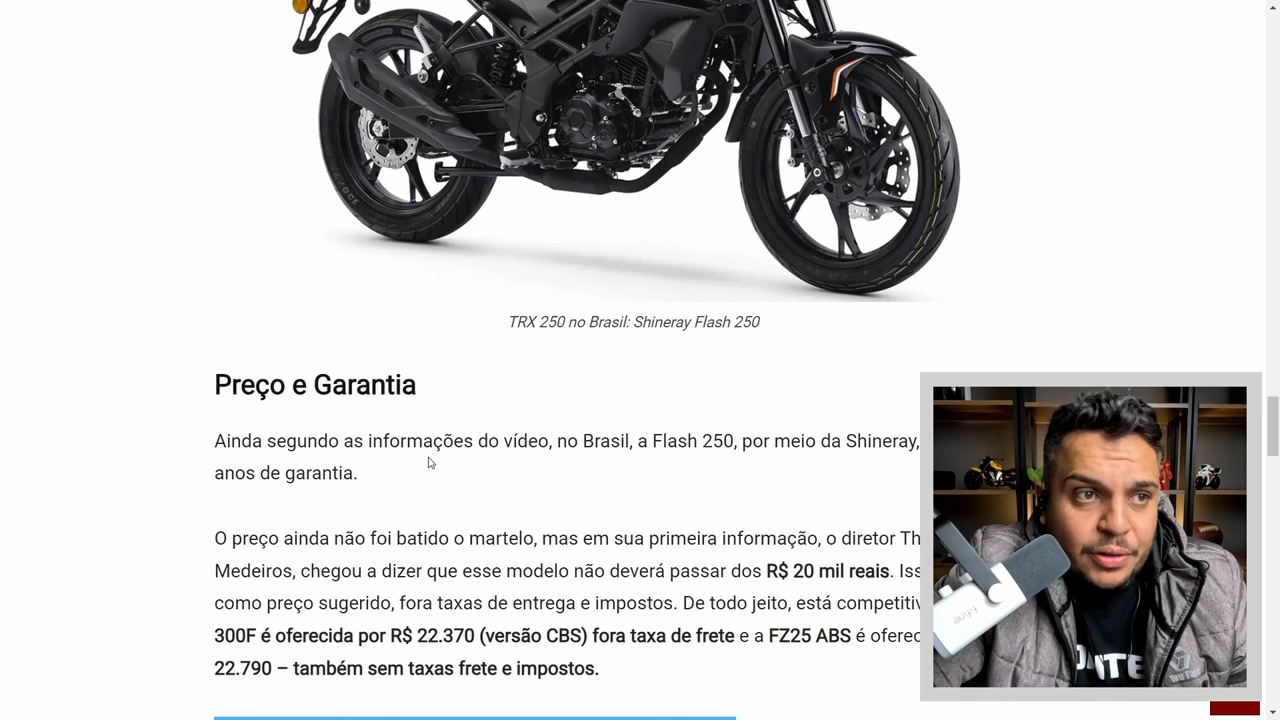 TRX 250 no Brasil: Shineray Flash 250
Preço e Garantia
Ainda segundo as informações do vídeo, no Brasil, a Flash 250, por meio da Shineray,
anos de garantia.
O preço ainda não foi batido o martelo, mas em sua primeira informação, o diretor Th
Medeiros, chegou a dizer que esse modelo não deverá passar dos R$ 20 mil reais. Iss
como preço sugerido, fora taxas de entrega e impostos. De todo jeito, está competitiv
300F é oferecida por R$ 22.370 (versão CBS) fora taxa de frete e a FZ25 ABS é oferec
22.790 – também sem taxas frete e impostos.
fifine